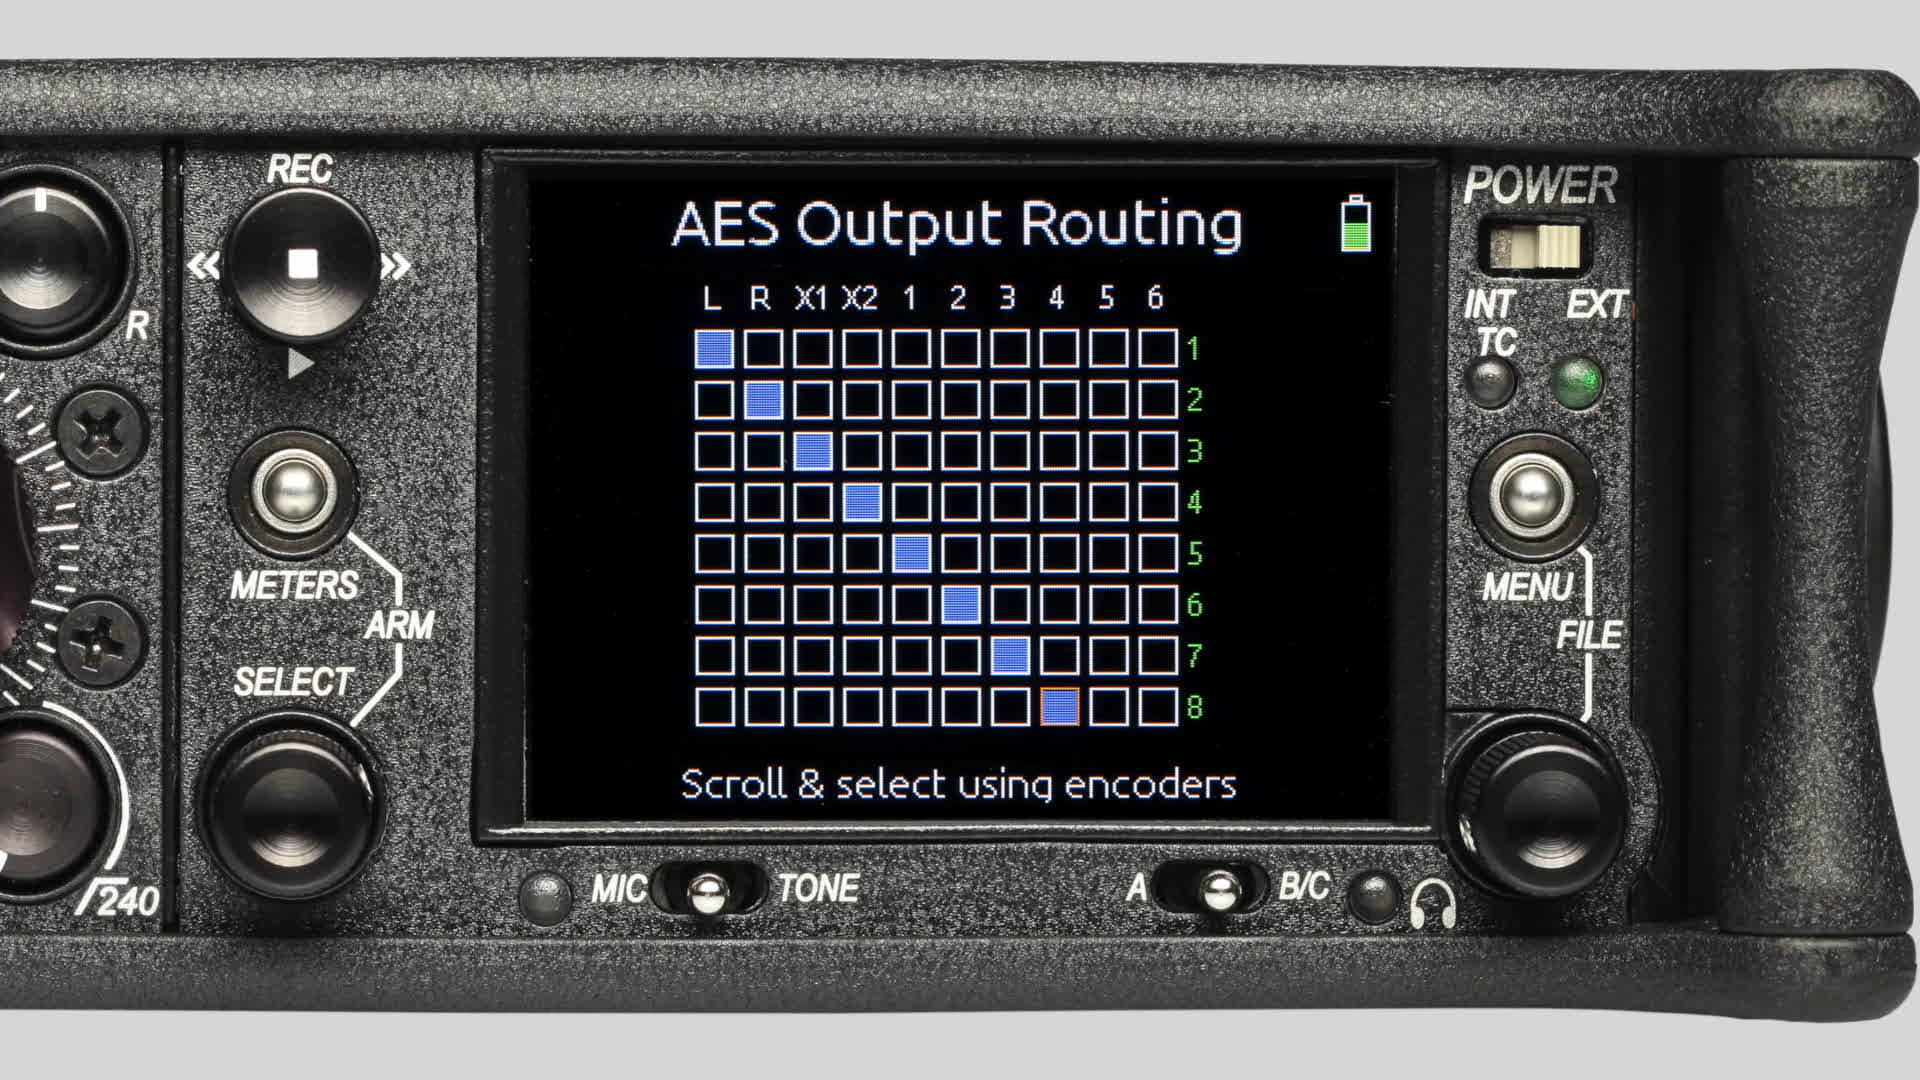 REC
R
METERS
ARM
SELECT
240
AES Output Routing
L R X1 X2 1 2 3 4 5 6
1
2
3
4
5
6
7
8
Scroll & select using encoders
MIC TONE
A B/C
POWER
INT EXT
TC
MENU
FILE